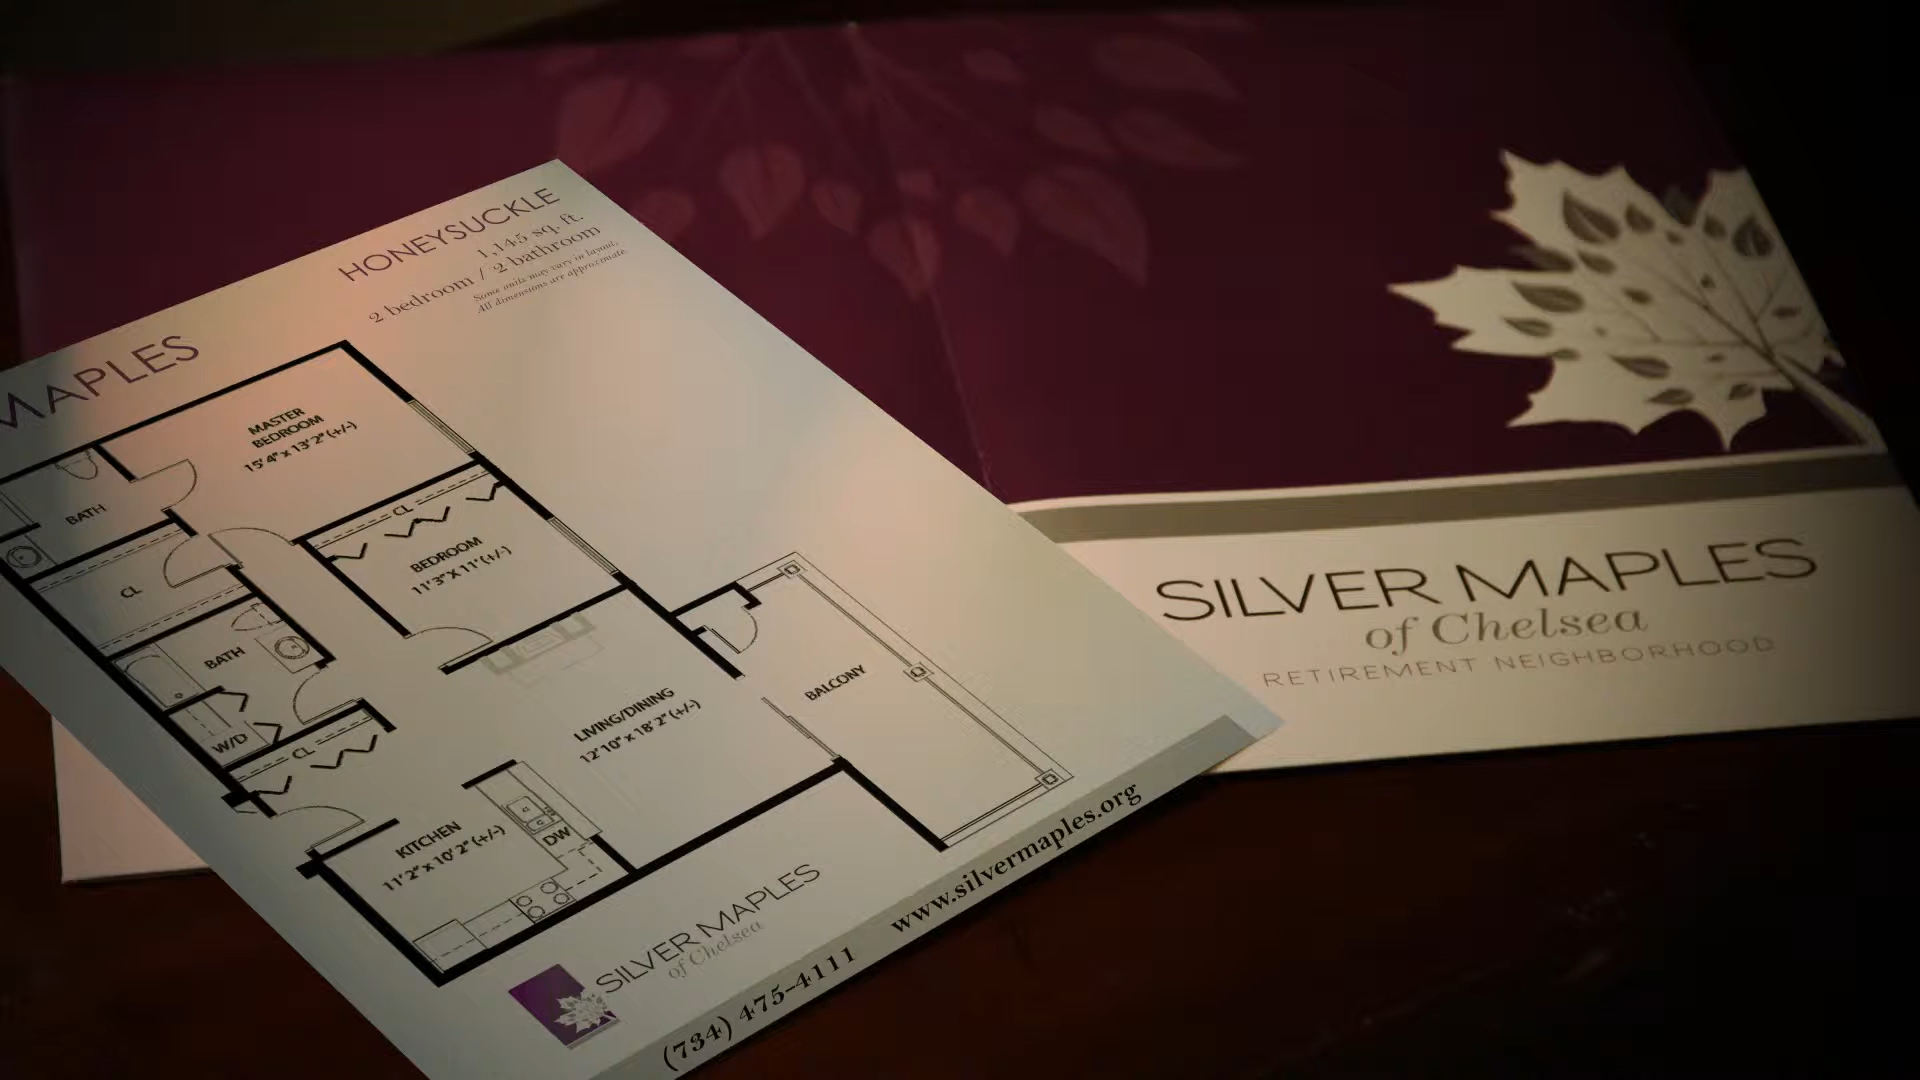 HONEYSUCKLE
1,145 sq. ft.
2 bedroom / 2 bathroom
Some units may vary in layout.
All dimensions are approximate.
MAPLES
MASTER
BEDROOM
15'4" x 13'2" (+/-)
BATH
CL
CL
BEDROOM
11'3" X 11' (+/-)
BATH
W/D
CL
LIVING/DINING
12'10" x 18'2" (+/-)
BALCONY
KITCHEN
11'2" x 10'2" (+/-)
DW
SILVER MAPLES
of Chelsea
(734) 475-4111 www.silvermaples.org
SILVER MAPLES
of Chelsea
RETIREMENT NEIGHBORHOOD